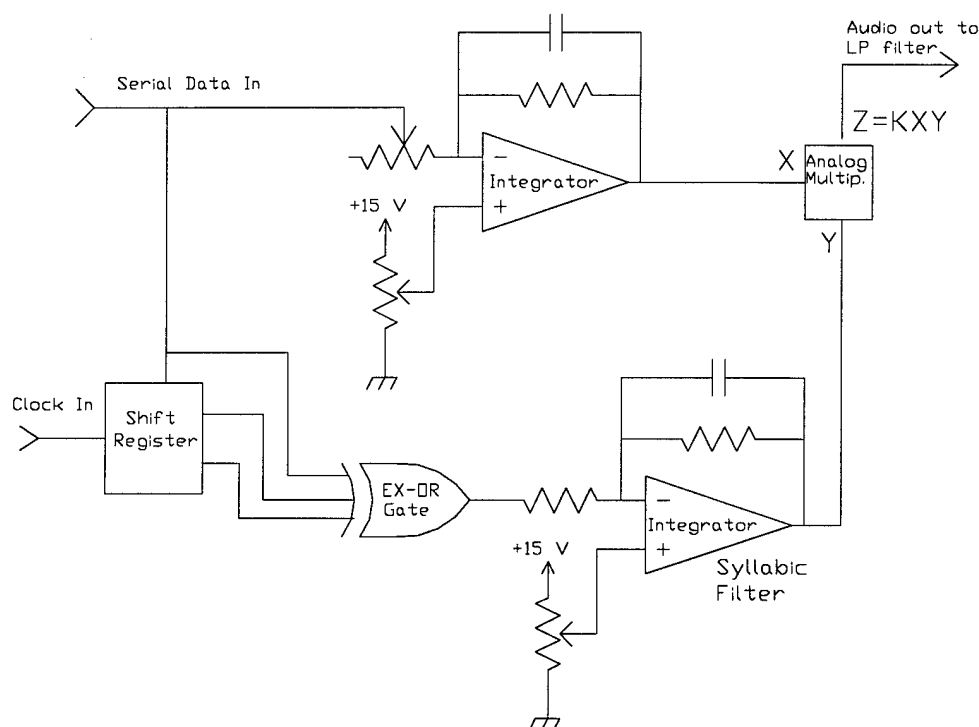 Audio out to
LP filter
Serial Data In
Z=KXY
X
Analog
Multip.
-
Integrator
+
+15 V
Y
Clock In
Shift
Register
EX-OR
Gate
-
Integrator
+
+15 V
Syllabic
Filter